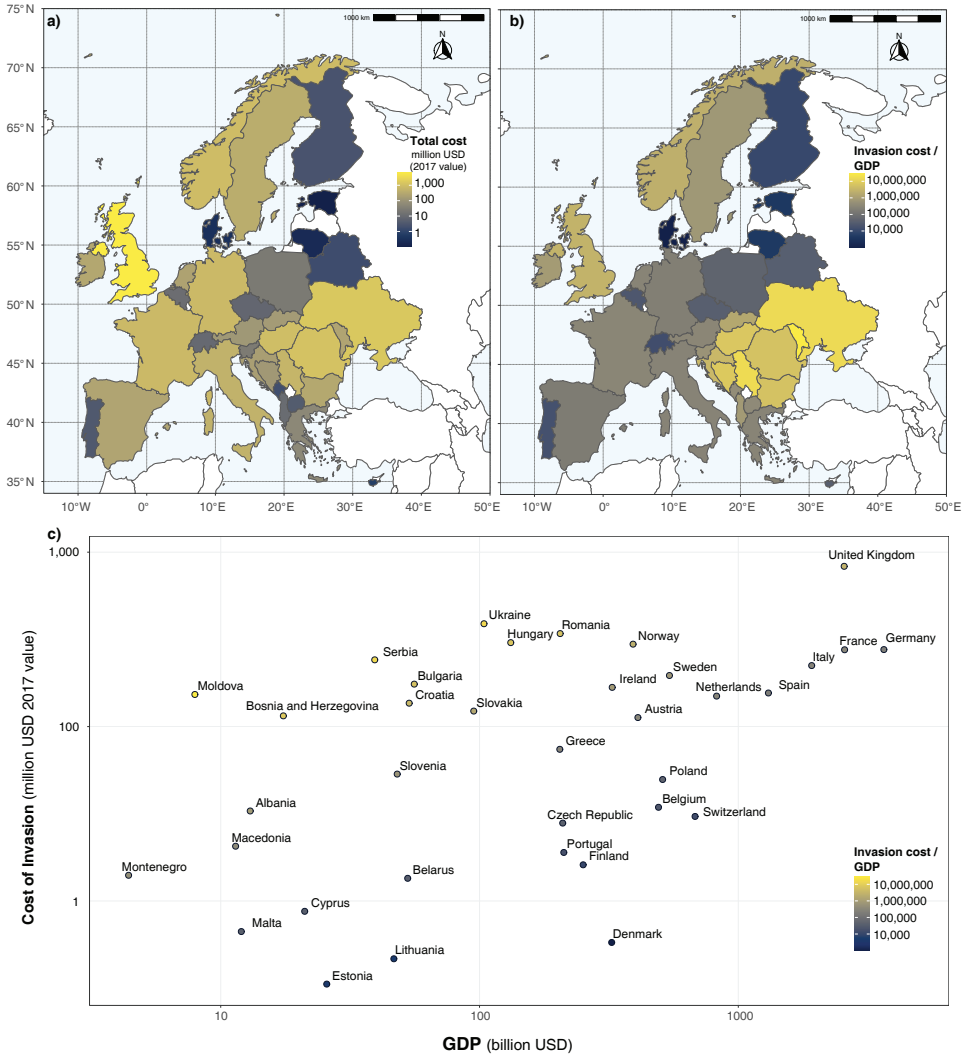 a)
1000 km
N
75°N
70°N
65°N
60°N
55°N
50°N
45°N
40°N
35°N
Total cost
million USD
(2017 value)
1,000
100
10
1
10°W
0°
10°E
20°E
30°E
40°E
50°E
b)
1000 km
N
Invasion cost /
GDP
10,000,000
1,000,000
100,000
10,000
10°W
0°
10°E
20°E
30°E
40°E
50°E
c)
Cost of Invasion (million USD 2017 value)
1,000
100
1
United Kingdom
Ukraine
Romania
Hungary
Norway
France
Germany
Serbia
Italy
Sweden
Moldova
Bulgaria
Ireland
Netherlands
Spain
Croatia
Bosnia and Herzegovina
Slovakia
Austria
Greece
Slovenia
Poland
Albania
Belgium
Czech Republic
Switzerland
Macedonia
Portugal
Finland
Montenegro
Belarus
Cyprus
Malta
Denmark
Lithuania
Estonia
Invasion cost /
GDP
10,000,000
1,000,000
100,000
10,000
10
100
1000
GDP (billion USD)